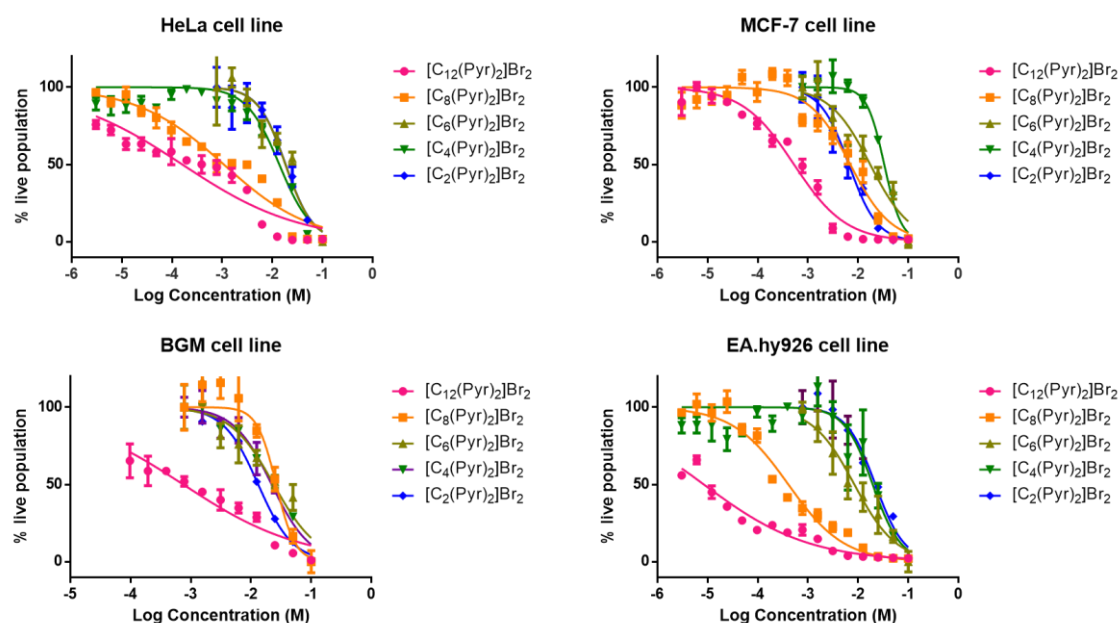 HeLa cell line
% live population
100
50
0
-6 -5 -4 -3 -2 -1 0
Log Concentration (M)
[C12(Pyr)2]Br2
[C8(Pyr)2]Br2
[C6(Pyr)2]Br2
[C4(Pyr)2]Br2
[C2(Pyr)2]Br2
MCF-7 cell line
% live population
100
50
0
-6 -5 -4 -3 -2 -1 0
Log Concentration (M)
[C12(Pyr)2]Br2
[C8(Pyr)2]Br2
[C6(Pyr)2]Br2
[C4(Pyr)2]Br2
[C2(Pyr)2]Br2
BGM cell line
% live population
100
50
0
-5 -4 -3 -2 -1 0
Log Concentration (M)
[C12(Pyr)2]Br2
[C8(Pyr)2]Br2
[C6(Pyr)2]Br2
[C4(Pyr)2]Br2
[C2(Pyr)2]Br2
EA.hy926 cell line
% live population
100
50
0
-6 -5 -4 -3 -2 -1 0
Log Concentration (M)
[C12(Pyr)2]Br2
[C8(Pyr)2]Br2
[C6(Pyr)2]Br2
[C4(Pyr)2]Br2
[C2(Pyr)2]Br2